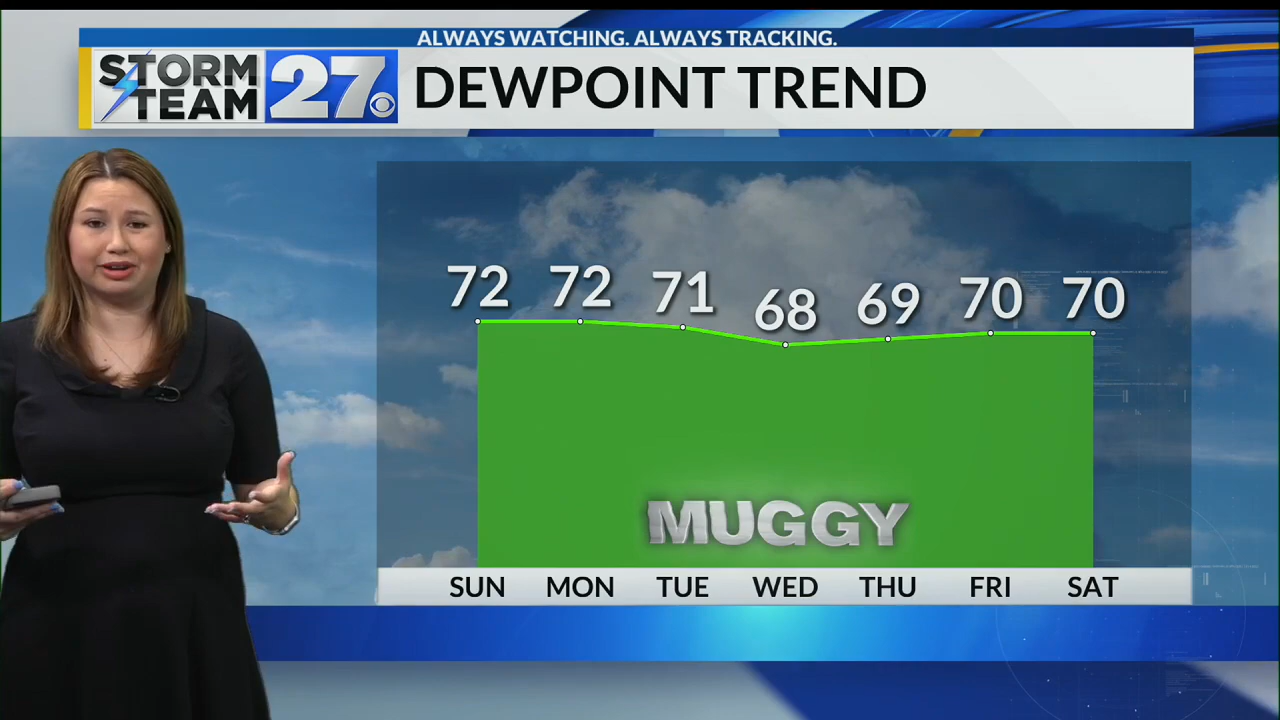 ALWAYS WATCHING. ALWAYS TRACKING.
STORM TEAM 27
DEWPOINT TREND
72 72 71 68 69 70 70
MUGGY
SUN MON TUE WED THU FRI SAT